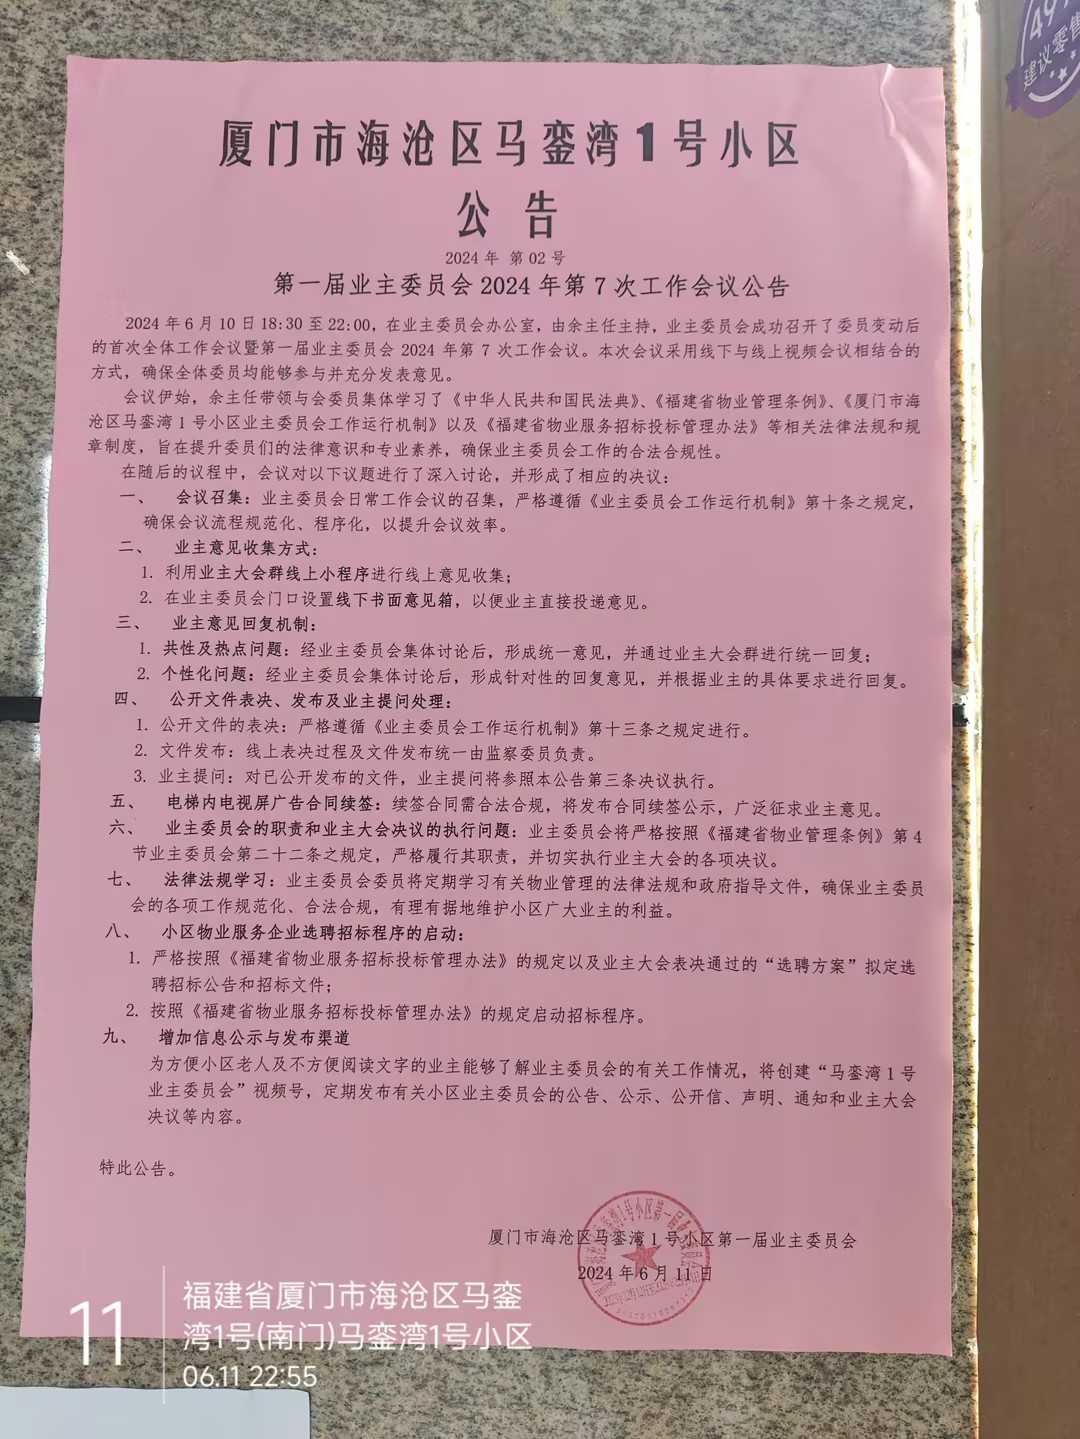 厦门市海沧区马銮湾1号小区
公 告
2024年 第02号
第一届业主委员会2024年第7次工作会议公告
2024年6月10日18:30至22:00，在业主委员会办公室，由余主任主持，业主委员会成功召开了委员变动后
的首次全体工作会议暨第一届业主委员会2024年第7次工作会议。本次会议采用线下与线上视频会议相结合的
方式，确保全体委员均能够参与并充分发表意见。
会议伊始，余主任带领与会委员集体学习了《中华人民共和国民法典》、《福建省物业管理条例》、《厦门市海
沧区马銮湾1号小区业主委员会工作运行机制》以及《福建省物业服务招标投标管理办法》等相关法律法规和规
章制度，旨在提升委员们的法律意识和专业素养，确保业主委员会工作的合法合规性。
在随后的议程中，会议对以下议题进行了深入讨论，并形成了相应的决议：
一、 会议召集：业主委员会日常工作会议的召集，严格遵循《业主委员会工作运行机制》第十条之规定，
确保会议流程规范化、程序化，以提升会议效率。
二、 业主意见收集方式：
1. 利用业主大会群线上小程序进行线上意见收集；
2. 在业主委员会门口设置线下书面意见箱，以便业主直接投递意见。
三、 业主意见回复机制：
1. 共性及热点问题：经业主委员会集体讨论后，形成统一意见，并通过业主大会群进行统一回复；
2. 个性化问题：经业主委员会集体讨论后，形成针对性的回复意见，并根据业主的具体要求进行回复。
四、 公开文件表决、发布及业主提问处理：
1. 公开文件的表决：严格遵循《业主委员会工作运行机制》第十三条之规定进行。
2. 文件发布：线上表决过程及文件发布统一由监察委员负责。
3. 业主提问：对已公开发布的文件，业主提问将参照本公告第三条决议执行。
五、 电梯内电视屏广告合同续签：续签合同需合法合规，将发布合同续签公示，广泛征求业主意见。
六、 业主委员会的职责和业主大会决议的执行问题：业主委员会将严格按照《福建省物业管理条例》第4
节业主委员会第二十二条之规定，严格履行其职责，并切实执行业主大会的各项决议。
七、 法律法规学习：业主委员会委员将定期学习有关物业管理的法律法规和政府指导文件，确保业主委员
会的各项工作规范化、合法合规，有理有据地维护小区广大业主的利益。
八、 小区物业服务企业选聘招标程序的启动：
1. 严格按照《福建省物业服务招标投标管理办法》的规定以及业主大会表决通过的“选聘方案”拟定选
聘招标公告和招标文件；
2. 按照《福建省物业服务招标投标管理办法》的规定启动招标程序。
九、 增加信息公示与发布渠道
为方便小区老人及不方便阅读文字的业主能够了解业主委员会的有关工作情况，将创建“马銮湾1号
业主委员会”视频号，定期发布有关小区业主委员会的公告、公示、公开信、声明、通知和业主大会
决议等内容。
特此公告。
厦门市海沧区马銮湾1号小区第一届业主委员会
2024年6月11日
11
福建省厦门市海沧区马銮
湾1号(南门)马銮湾1号小区
06.11 22:55
建议零售